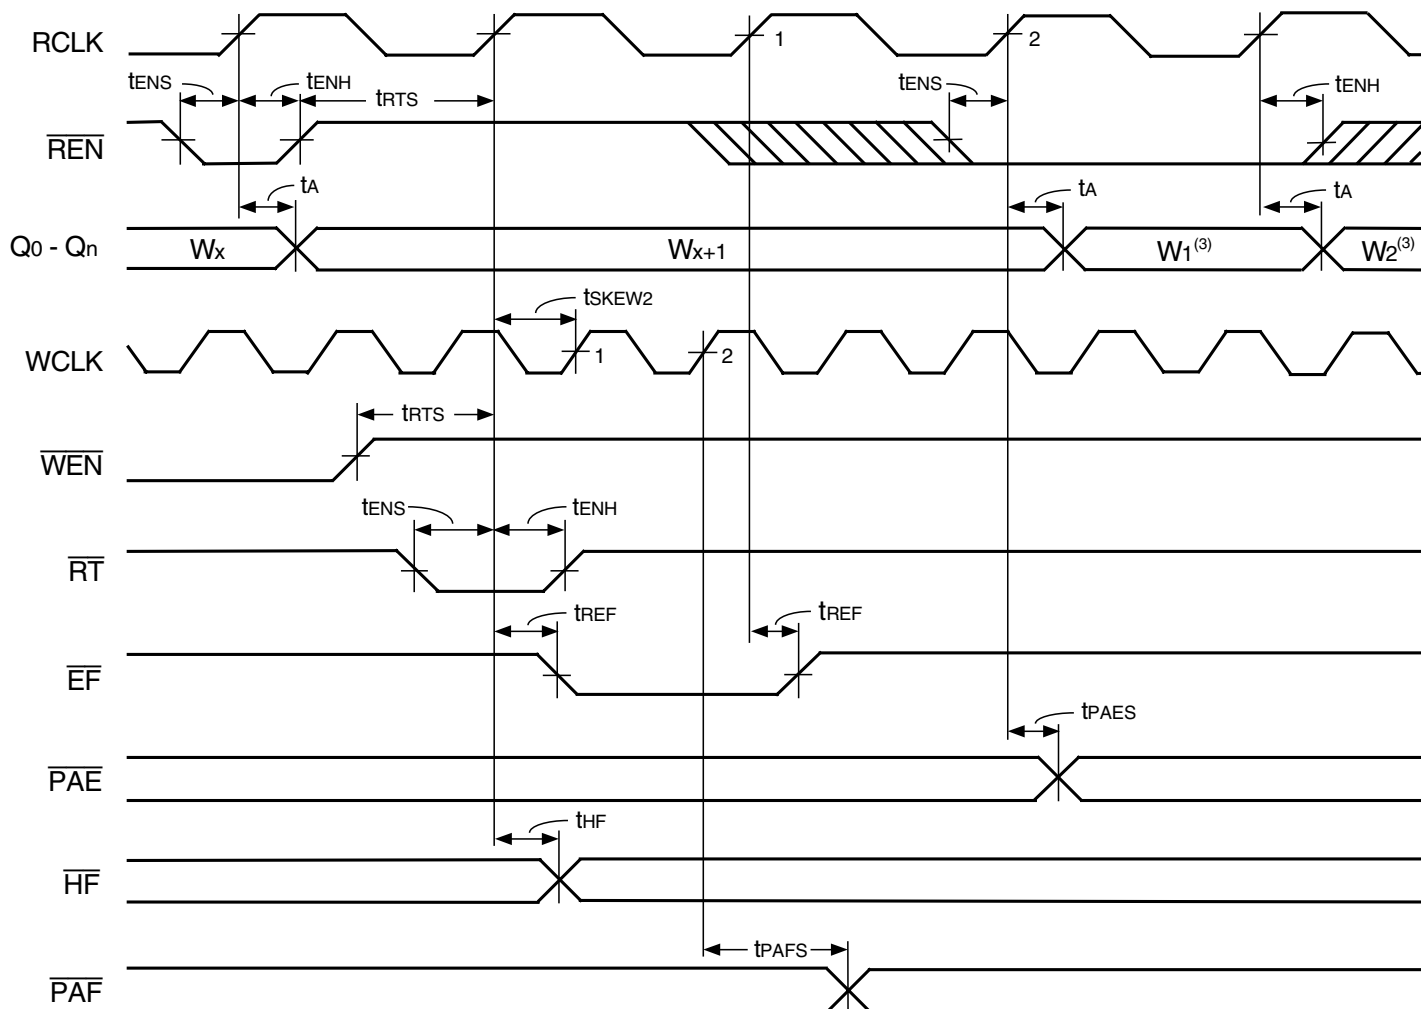 RCLK 1 2
tENS tENH tRTS tENS tENH
REN
tA tA tA
Q0 - Qn Wx Wx+1 W1(3) W2(3)
tSKEW2
WCLK 1 2
tRTS
WEN
tENS tENH
RT
tREF tREF
EF
tPAES
PAE
tHF
HF
tPAFS
PAF